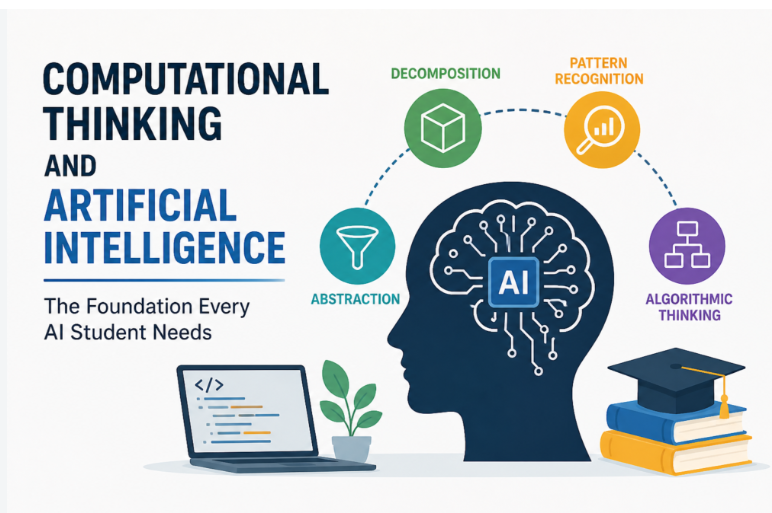 COMPUTATIONAL
THINKING
AND
ARTIFICIAL
INTELLIGENCE
The Foundation Every
AI Student Needs
DECOMPOSITION
PATTERN
RECOGNITION
ABSTRACTION
ALGORITHMIC
THINKING
AI
</>